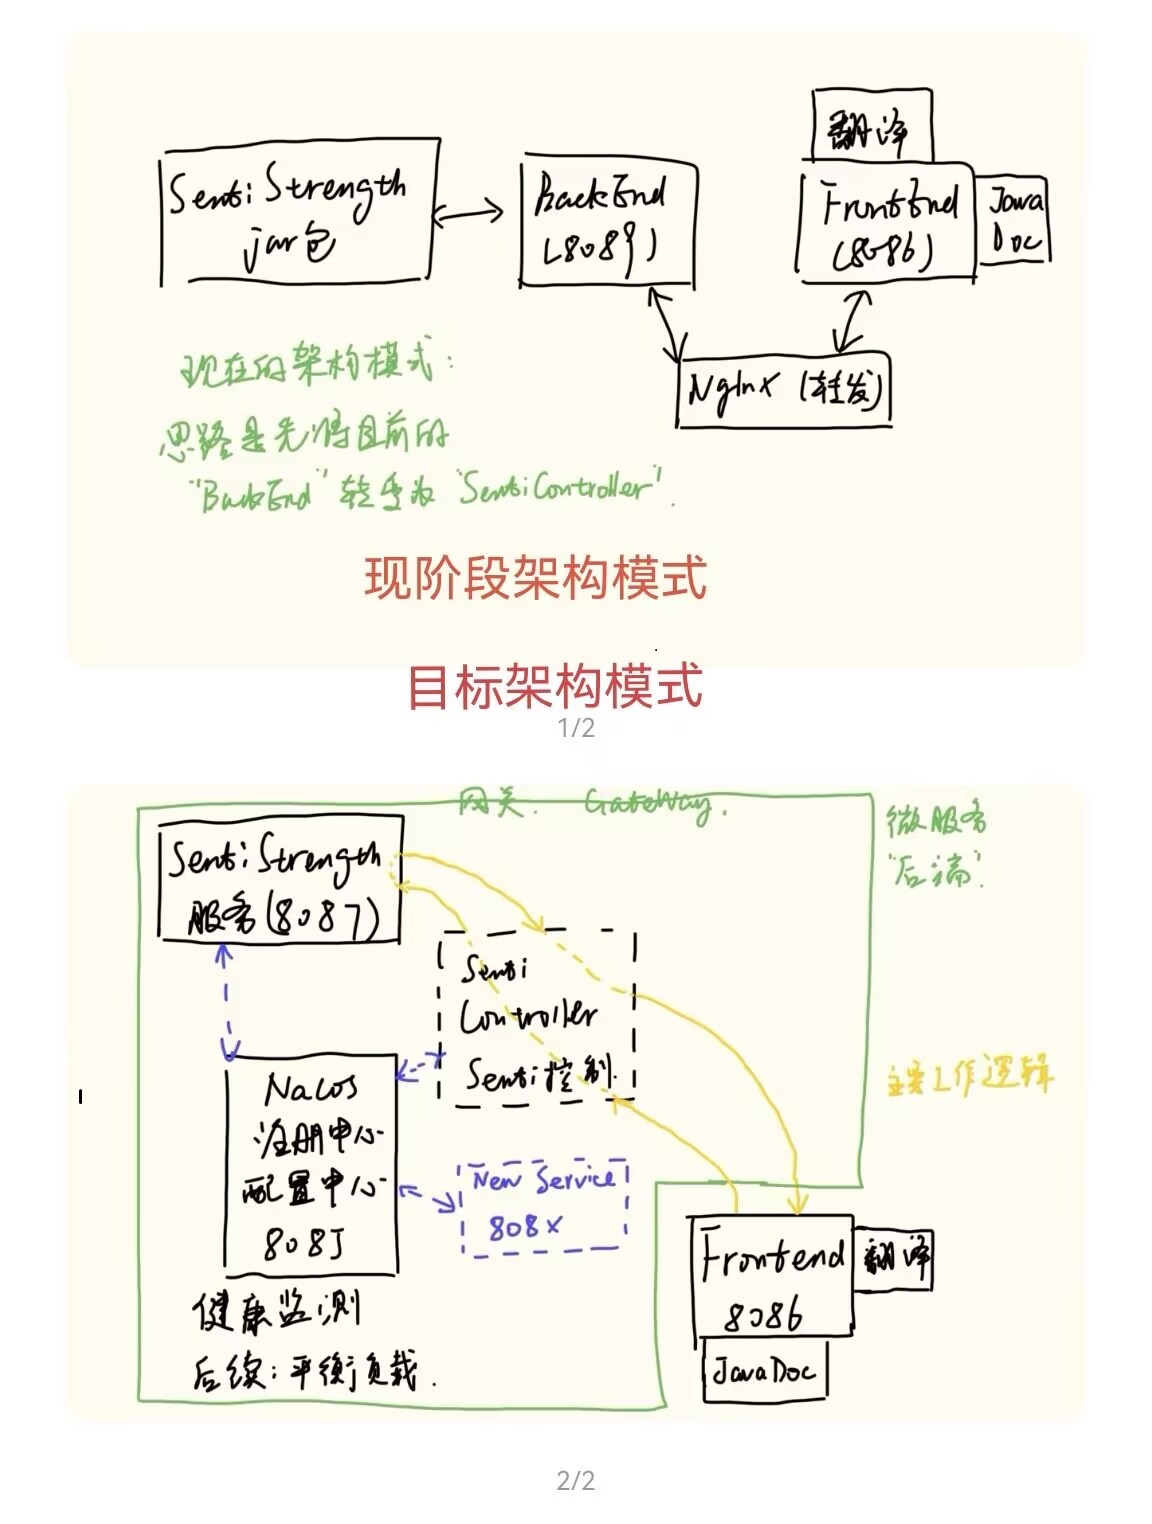 SentiStrength
jar包
BackEnd
(8089)
翻译
FrontEnd
(8086)
Java
Doc
Nginx (转发)
现在的架构模式:
思路是先将目前的
"BackEnd" 转变为 "SentiController".
现阶段架构模式
目标架构模式
1/2
网关. GateWay.
微服务
"后端".
SentiStrength
服务(8087)
Senti
Controller
Senti控制.
主要工作逻辑
Nacos
注册中心
配置中心
808J
New Service
808X
健康监测
后续:平衡负载.
Frontend
8086
翻译
JavaDoc
2/2